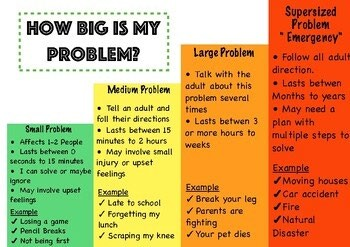 HOW BIG IS MY
PROBLEM?
Small Problem
• Affects 1-2 People
• Lasts between 0
seconds to 15 minutes
• I can solve or maybe
ignore
• May involve upset
feelings
Example
✓ Losing a game
✓ Pencil Breaks
✓ Not being first
Medium Problem
• Tell an adult and
foll their directions
• Lasts between 15
minutes to 2 hours
• May involve small
injury or upset
feelings
Example
✓ Late to school
✓ Forgetting my
lunch
✓ Scraping my knee
Large Problem
• Talk with the
adult about this
problem several
times
• Lasts betwen 3
or more hours to
weeks
Example
✓ Break your leg
✓ Parents are
fighting
✓ Your pet dies
Supersized
Problem
" Emergency"
• Follow all adult
direction.
• Lasts betwen
Months to years
• May need a
plan with
multiple steps to
solve
Example
✓ Moving houses
✓ Car accident
✓ Fire
✓ Natural
Disaster